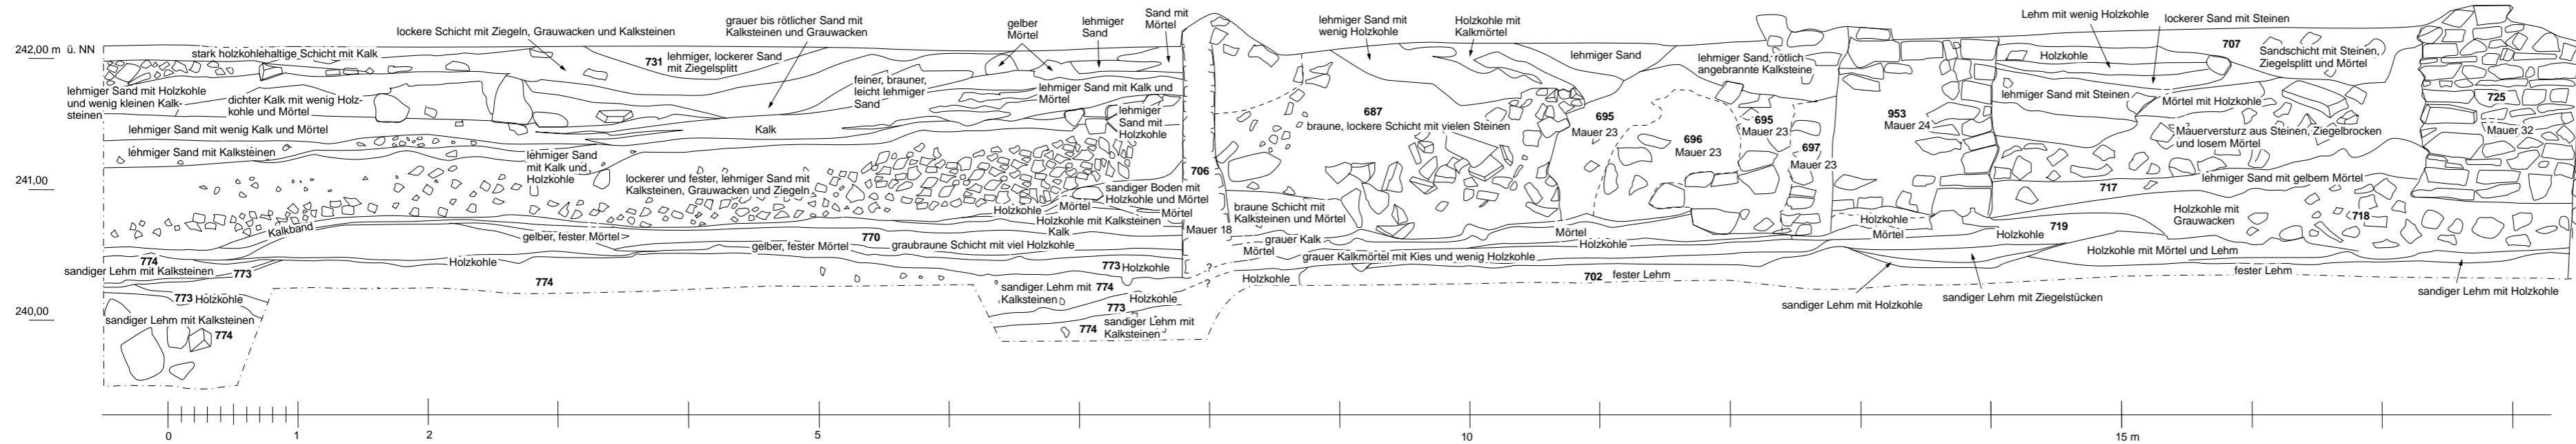 242,00 m ü. NN
stark holzkohlehaltige Schicht mit Kalk
lockere Schicht mit Ziegeln, Grauwacken und Kalksteinen
grauer bis rötlicher Sand mit
Kalksteinen und Grauwacken
731 lehmiger, lockerer Sand
mit Ziegelsplitt
gelber
Mörtel
lehmiger
Sand
Sand mit
Mörtel
lehmiger Sand mit Holzkohle
und wenig kleinen Kalk-
steinen
dichter Kalk mit wenig Holz-
kohle und Mörtel
feiner, brauner,
leicht lehmiger
Sand
lehmiger Sand mit Kalk und
Mörtel
lehmiger
Sand mit
Holzkohle
lehmiger Sand mit wenig Kalk und Mörtel
Kalk
lehmiger Sand mit Kalksteinen
lehmiger Sand
mit Kalk und
Holzkohle
241,00
lockerer und fester, lehmiger Sand mit
Kalksteinen, Grauwacken und Ziegeln
706
Mauer 18
sandiger Boden mit
Holzkohle und Mörtel
Holzkohle
Mörtel
Mörtel
Holzkohle mit Kalksteinen
Kalk
Kalkband
gelber, fester Mörtel
gelber, fester Mörtel
770
graubraune Schicht mit viel Holzkohle
774
sandiger Lehm mit Kalksteinen
773
Holzkohle
773 Holzkohle
774
773 Holzkohle
sandiger Lehm mit
Kalksteinen
774
Holzkohle
773
774
sandiger Lehm mit
Kalksteinen
240,00
sandiger Lehm mit Kalksteinen
774
lehmiger Sand mit
wenig Holzkohle
Holzkohle mit
Kalkmörtel
lehmiger Sand
lehmiger Sand, rötlich
angebrannte Kalksteine
687
braune, lockere Schicht mit vielen Steinen
695
Mauer 23
696
Mauer 23
695
Mauer 23
697
Mauer 23
953
Mauer 24
braune Schicht mit
Kalksteinen und Mörtel
grauer Kalk
Mörtel
Mörtel
Holzkohle
grauer Kalkmörtel mit Kies und wenig Holzkohle
Holzkohle
?
?
702 fester Lehm
Holzkohle
Mörtel
Holzkohle
sandiger Lehm mit Holzkohle
sandiger Lehm mit Ziegelstücken
Lehm mit wenig Holzkohle
lockerer Sand mit Steinen
707
Holzkohle
Sandschicht mit Steinen,
Ziegelsplitt und Mörtel
lehmiger Sand mit Steinen
Mörtel mit Holzkohle
725
Mauer 32
Mauerversturz aus Steinen, Ziegelbrocken
und losem Mörtel
lehmiger Sand mit gelbem Mörtel
717
Holzkohle mit
Grauwacken
718
719
Holzkohle mit Mörtel und Lehm
fester Lehm
sandiger Lehm mit Holzkohle
0 1 2 5 10 15 m